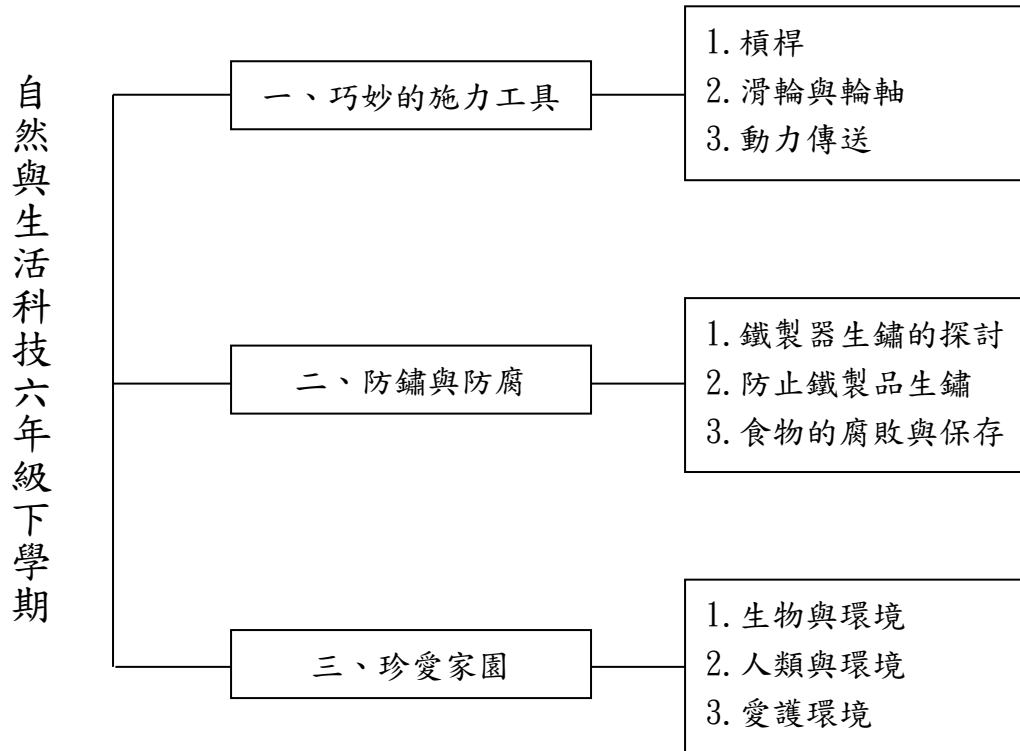 自然與生活科技六年級下學期
一、巧妙的施力工具
1.槓桿
2.滑輪與輪軸
3.動力傳送
二、防鏽與防腐
1.鐵製器生鏽的探討
2.防止鐵製品生鏽
3.食物的腐敗與保存
三、珍愛家園
1.生物與環境
2.人類與環境
3.愛護環境